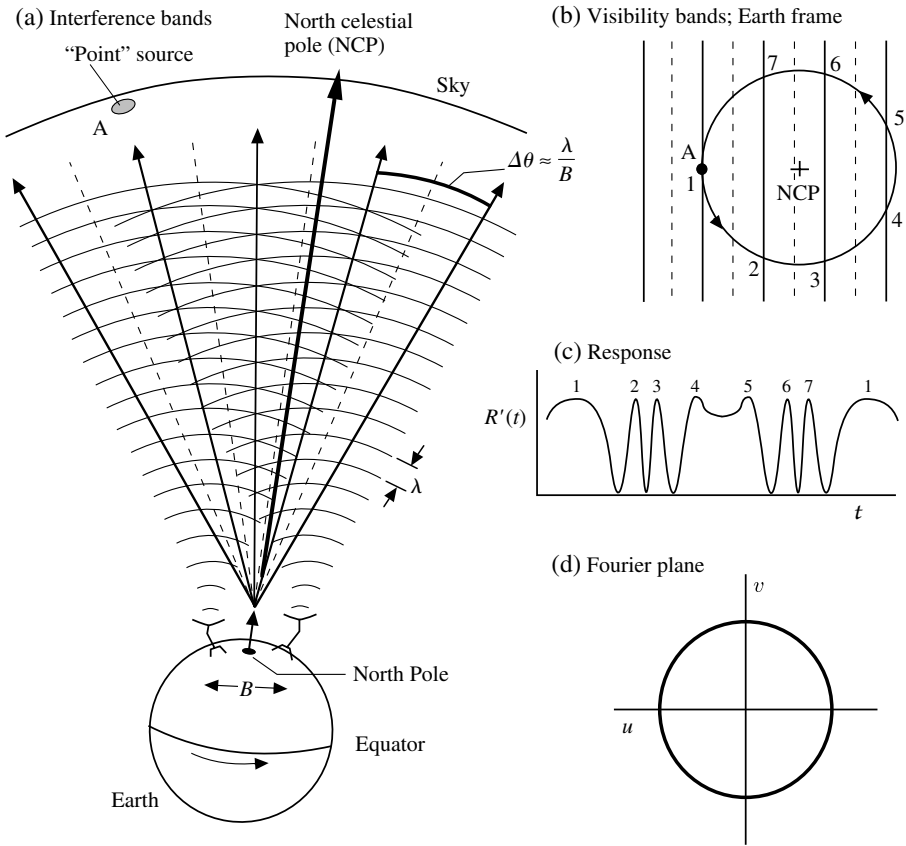 (a) Interference bands
“Point” source
A
North celestial
pole (NCP)
Sky
Δθ ≈ λ/B
λ
B
North Pole
Equator
Earth
(b) Visibility bands; Earth frame
7
6
5
A
1
NCP
4
2
3
(c) Response
R′(t)
1
2
3
4
5
6
7
1
t
(d) Fourier plane
v
u